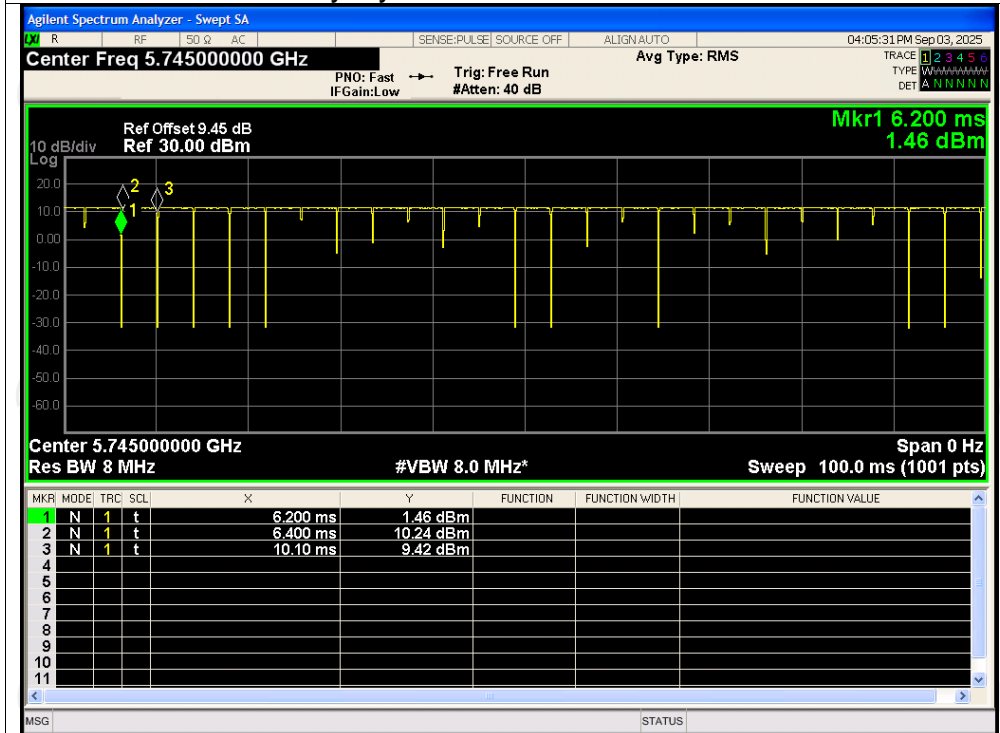 Agilent Spectrum Analyzer - Swept SA
LXI R RF 50 Ω AC SENSE:PULSE SOURCE OFF ALIGN AUTO 04:05:31 PM Sep 03, 2025
Center Freq 5.745000000 GHz Avg Type: RMS TRACE 1 2 3 4 5 6
PNO: Fast Trig: Free Run TYPE WWWWWW
IFGain:Low #Atten: 40 dB DET A N N N N N
Mkr1 6.200 ms
Ref Offset 9.45 dB
10 dB/div Ref 30.00 dBm 1.46 dBm
Log
20.0
2 3
10.0 1
0.00
-10.0
-20.0
-30.0
-40.0
-50.0
-60.0
Center 5.745000000 GHz Span 0 Hz
Res BW 8 MHz #VBW 8.0 MHz* Sweep 100.0 ms (1001 pts)
MKR MODE TRC SCL X Y FUNCTION FUNCTION WIDTH FUNCTION VALUE
1 N 1 t 6.200 ms 1.46 dBm
2 N 1 t 6.400 ms 10.24 dBm
3 N 1 t 10.10 ms 9.42 dBm
4
5
6
7
8
9
10
11
MSG STATUS